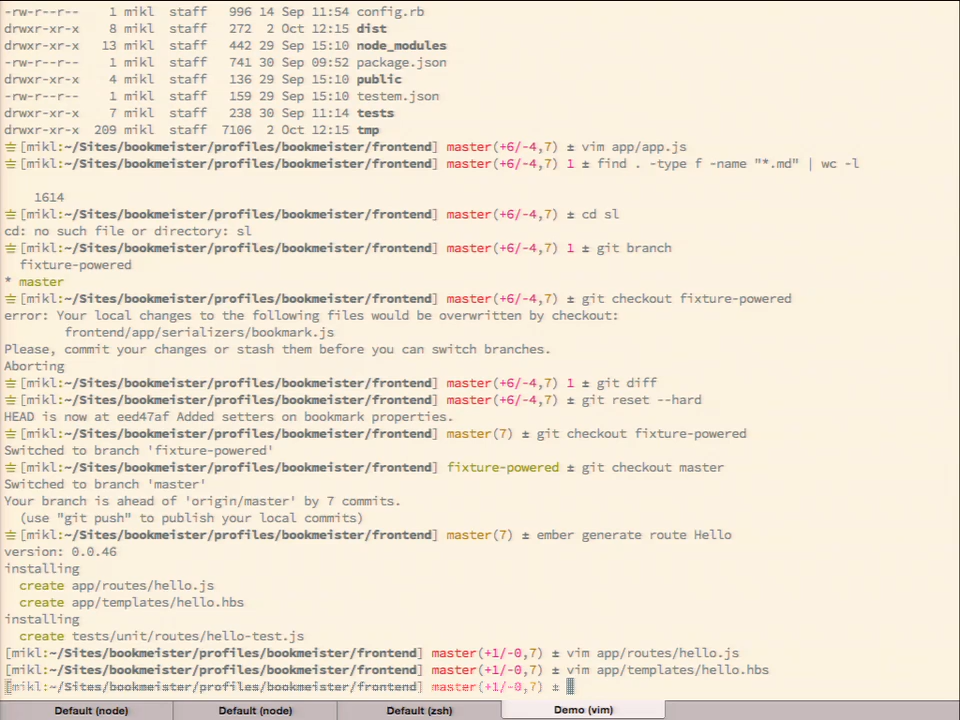 -rw-r--r--    1 mikl  staff   996 14 Sep 11:54 config.rb
drwxr-xr-x    8 mikl  staff   272  2 Oct 12:15 dist
drwxr-xr-x   13 mikl  staff   442 29 Sep 15:10 node_modules
-rw-r--r--    1 mikl  staff   741 30 Sep 09:52 package.json
drwxr-xr-x    4 mikl  staff   136 29 Sep 15:10 public
-rw-r--r--    1 mikl  staff   159 29 Sep 15:10 testem.json
drwxr-xr-x    7 mikl  staff   238 30 Sep 11:14 tests
drwxr-xr-x  209 mikl  staff  7106  2 Oct 12:15 tmp
[mikl:~/Sites/bookmeister/profiles/bookmeister/frontend] master(+6/-4,7) ± vim app/app.js
[mikl:~/Sites/bookmeister/profiles/bookmeister/frontend] master(+6/-4,7) 1 ± find . -type f -name "*.md" | wc -l
    1614
[mikl:~/Sites/bookmeister/profiles/bookmeister/frontend] master(+6/-4,7) ± cd sl
cd: no such file or directory: sl
[mikl:~/Sites/bookmeister/profiles/bookmeister/frontend] master(+6/-4,7) 1 ± git branch
  fixture-powered
* master
[mikl:~/Sites/bookmeister/profiles/bookmeister/frontend] master(+6/-4,7) ± git checkout fixture-powered
error: Your local changes to the following files would be overwritten by checkout:
        frontend/app/serializers/bookmark.js
Please, commit your changes or stash them before you can switch branches.
Aborting
[mikl:~/Sites/bookmeister/profiles/bookmeister/frontend] master(+6/-4,7) 1 ± git diff
[mikl:~/Sites/bookmeister/profiles/bookmeister/frontend] master(+6/-4,7) ± git reset --hard
HEAD is now at eed47af Added setters on bookmark properties.
[mikl:~/Sites/bookmeister/profiles/bookmeister/frontend] master(7) ± git checkout fixture-powered
Switched to branch 'fixture-powered'
[mikl:~/Sites/bookmeister/profiles/bookmeister/frontend] fixture-powered ± git checkout master
Switched to branch 'master'
Your branch is ahead of 'origin/master' by 7 commits.
  (use "git push" to publish your local commits)
[mikl:~/Sites/bookmeister/profiles/bookmeister/frontend] master(7) ± ember generate route Hello
version: 0.0.46
installing
  create app/routes/hello.js
  create app/templates/hello.hbs
installing
  create tests/unit/routes/hello-test.js
[mikl:~/Sites/bookmeister/profiles/bookmeister/frontend] master(+1/-0,7) ± vim app/routes/hello.js
[mikl:~/Sites/bookmeister/profiles/bookmeister/frontend] master(+1/-0,7) ± vim app/templates/hello.hbs
[mikl:~/Sites/bookmeister/profiles/bookmeister/frontend] master(+1/-0,7) ±
Default (node) Default (node) Default (zsh) Demo (vim)